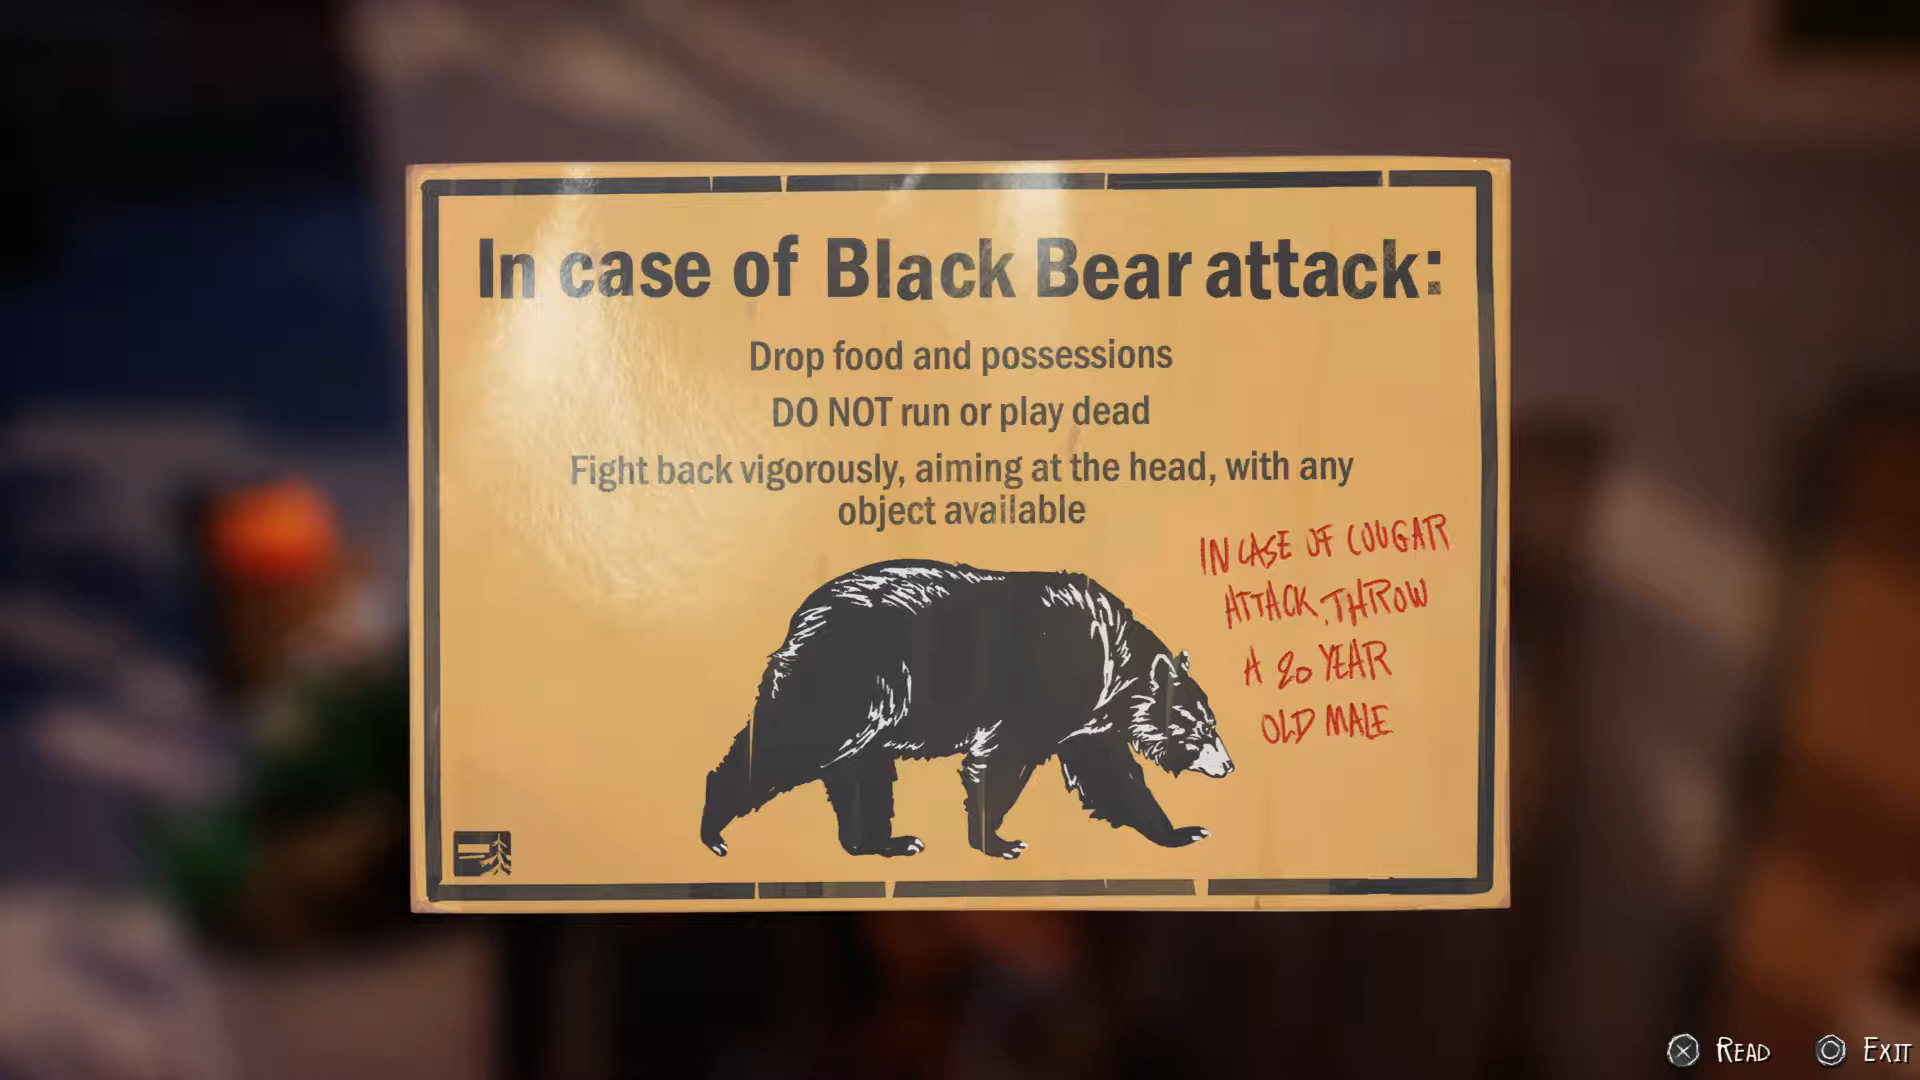 In case of Black Bear attack:
Drop food and possessions
DO NOT run or play dead
Fight back vigorously, aiming at the head, with any
object available
IN CASE OF COUGAR
ATTACK, THROW
A 20 YEAR
OLD MALE
READ EXIT